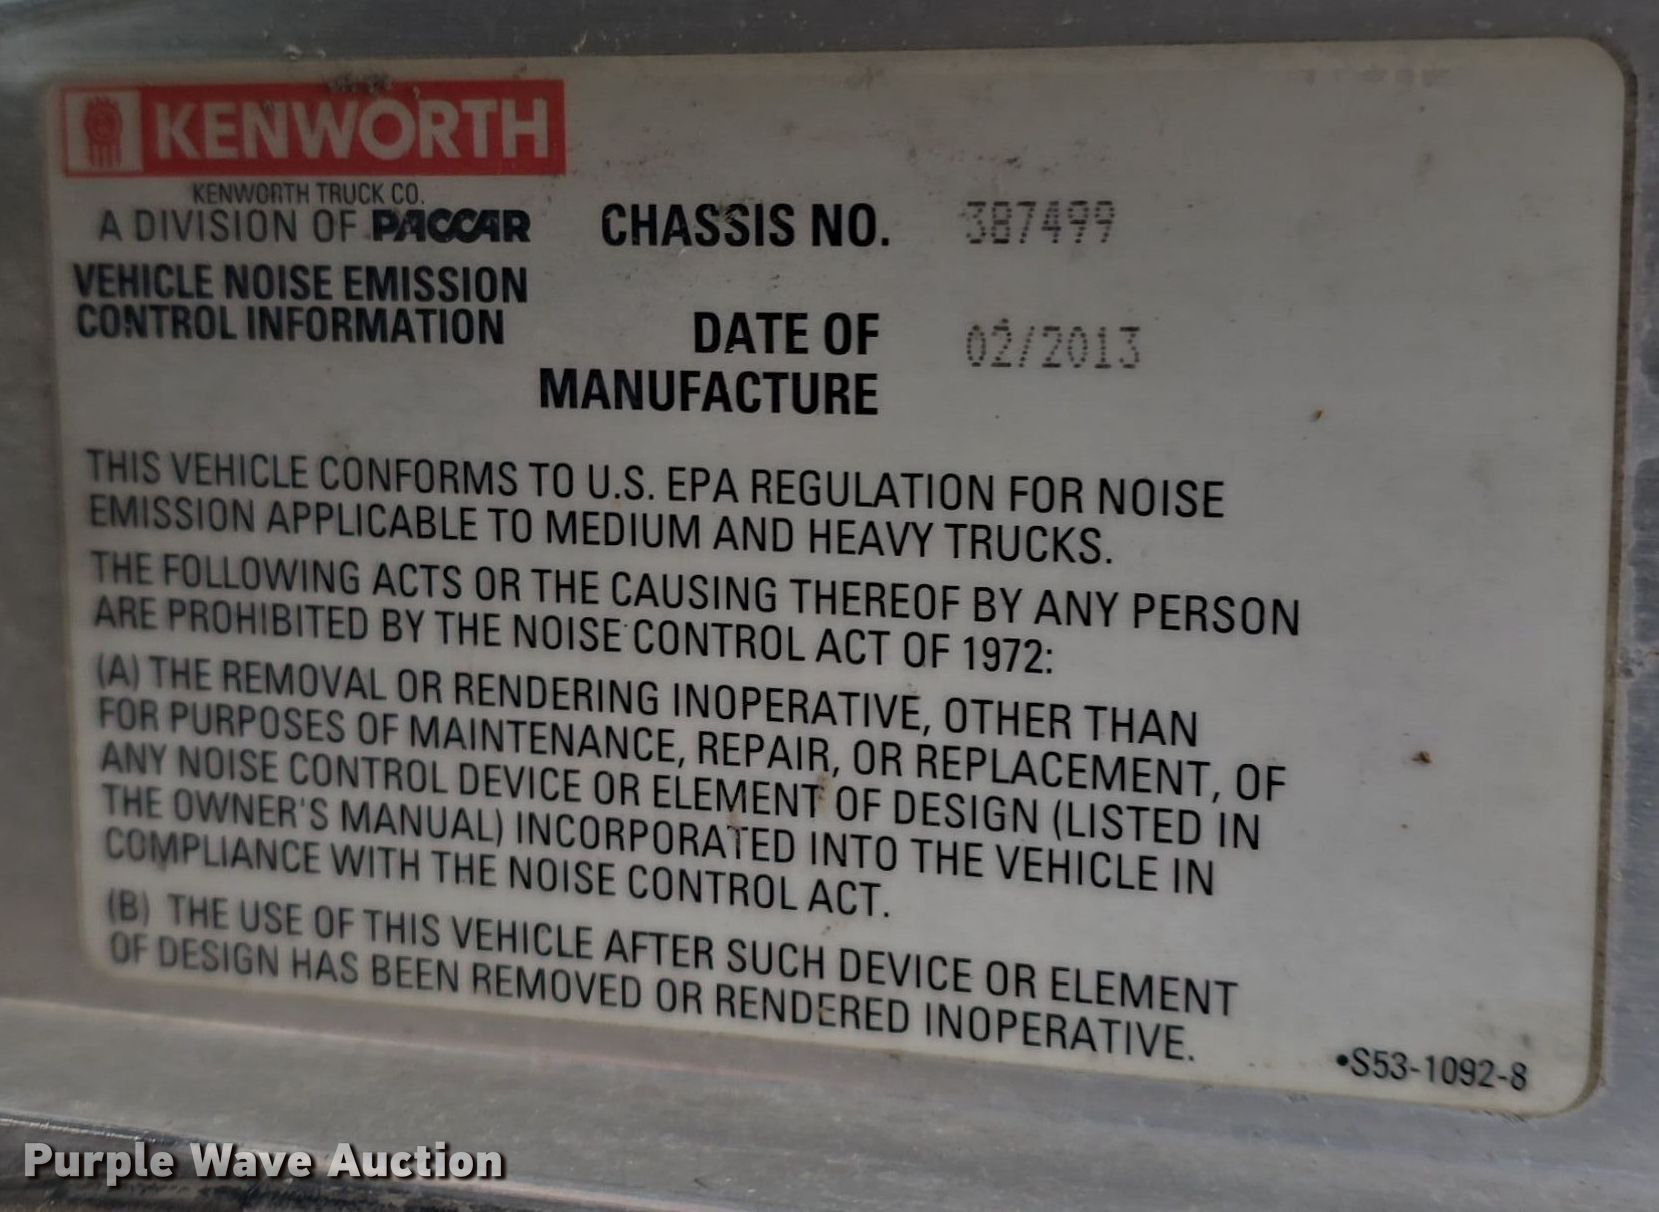 KENWORTH
KENWORTH TRUCK CO.
A DIVISION OF PACCAR
VEHICLE NOISE EMISSION
CONTROL INFORMATION
CHASSIS NO. 387499
DATE OF
MANUFACTURE
02/2013
THIS VEHICLE CONFORMS TO U.S. EPA REGULATION FOR NOISE
EMISSION APPLICABLE TO MEDIUM AND HEAVY TRUCKS.
THE FOLLOWING ACTS OR THE CAUSING THEREOF BY ANY PERSON
ARE PROHIBITED BY THE NOISE CONTROL ACT OF 1972:
(A) THE REMOVAL OR RENDERING INOPERATIVE, OTHER THAN
FOR PURPOSES OF MAINTENANCE, REPAIR, OR REPLACEMENT, OF
ANY NOISE CONTROL DEVICE OR ELEMENT OF DESIGN (LISTED IN
THE OWNER'S MANUAL) INCORPORATED INTO THE VEHICLE IN
COMPLIANCE WITH THE NOISE CONTROL ACT.
(B) THE USE OF THIS VEHICLE AFTER SUCH DEVICE OR ELEMENT
OF DESIGN HAS BEEN REMOVED OR RENDERED INOPERATIVE.
•S53-1092-8
Purple Wave Auction